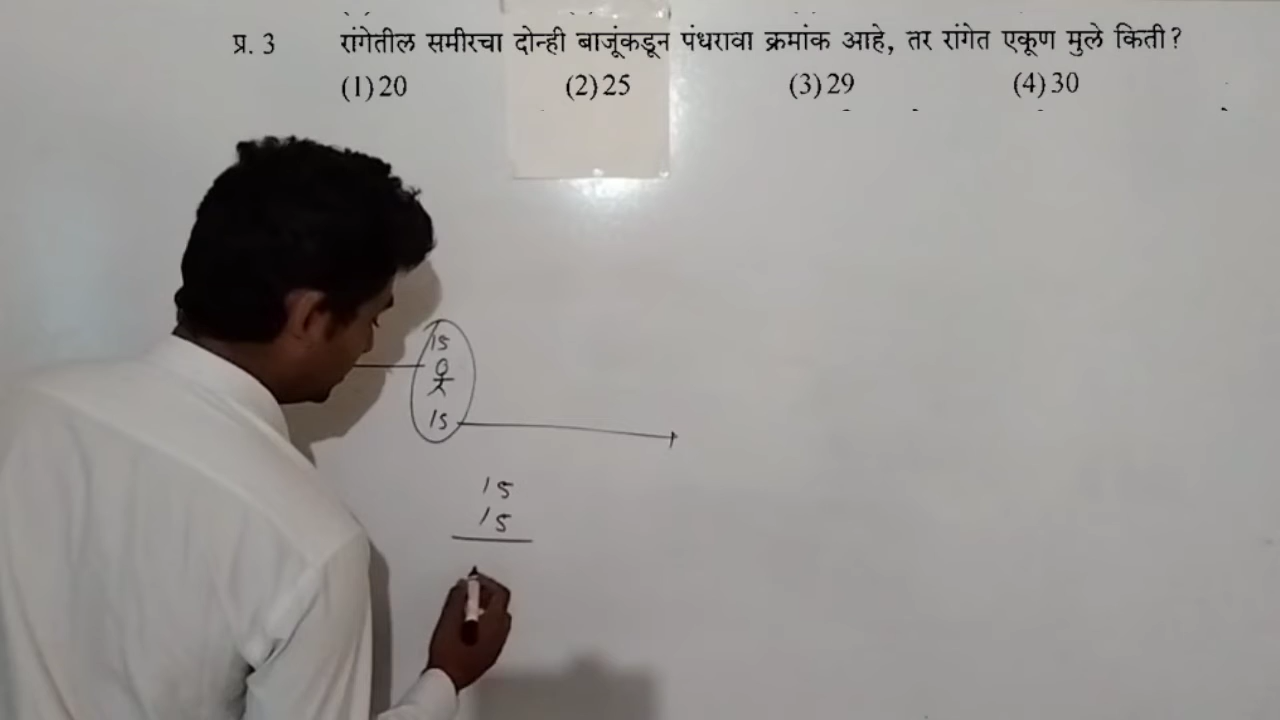 प्र. 3 रांगेतील समीरचा दोन्ही बाजूंकडून पंधरावा क्रमांक आहे, तर रांगेत एकूण मुले किती?
(1) 20 (2) 25 (3) 29 (4) 30
15
15
15
15